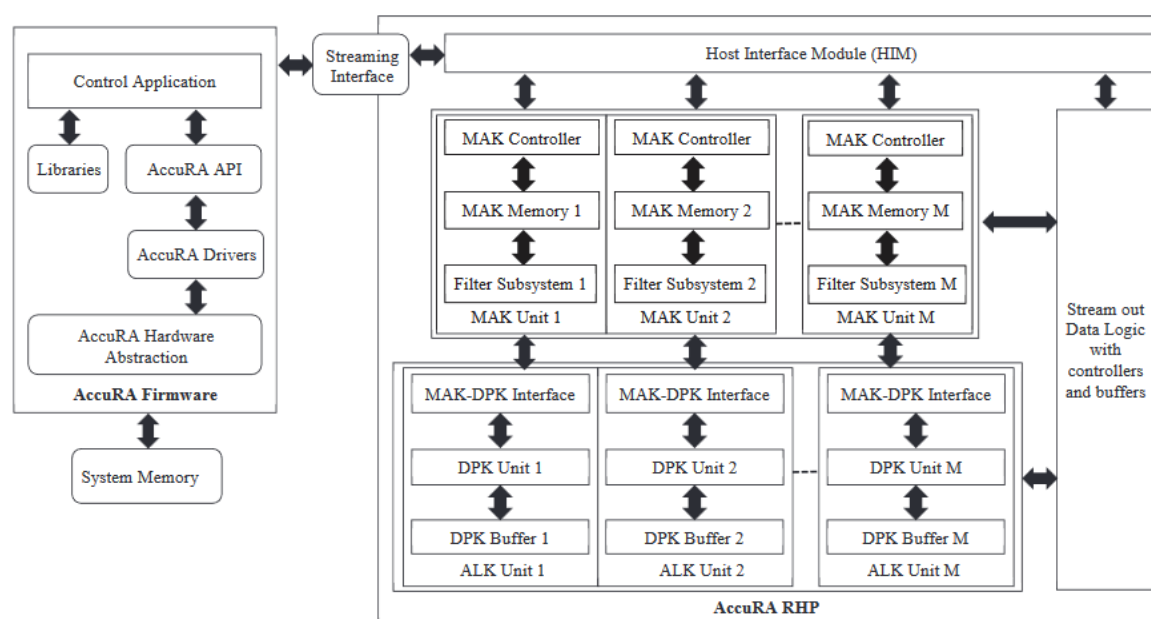 Control Application
Libraries
AccuRA API
AccuRA Drivers
AccuRA Hardware
Abstraction
AccuRA Firmware
System Memory
Streaming
Interface
Host Interface Module (HIM)
MAK Controller
MAK Memory 1
Filter Subsystem 1
MAK Unit 1
MAK Controller
MAK Memory 2
Filter Subsystem 2
MAK Unit 2
MAK Controller
MAK Memory M
Filter Subsystem M
MAK Unit M
MAK-DPK Interface
DPK Unit 1
DPK Buffer 1
ALK Unit 1
MAK-DPK Interface
DPK Unit 2
DPK Buffer 2
ALK Unit 2
MAK-DPK Interface
DPK Unit M
DPK Buffer M
ALK Unit M
Stream out
Data Logic
with
controllers
and buffers
AccuRA RHP